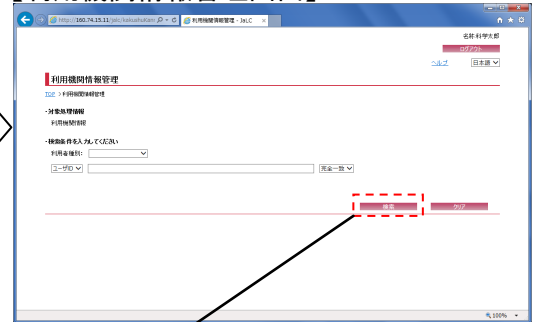 【利用機関情報管理画面】
http://160.74.15.11/jalc/kakushukanri
利用機関情報管理 - JaLC
名称:科学太郎
ログアウト
ヘルプ 日本語
利用機関情報管理
TOP > 利用機関情報管理
・対象処理情報
利用機関情報
・検索条件を入力してください
利用者種別:
ユーザID 完全一致
検索 クリア
100%